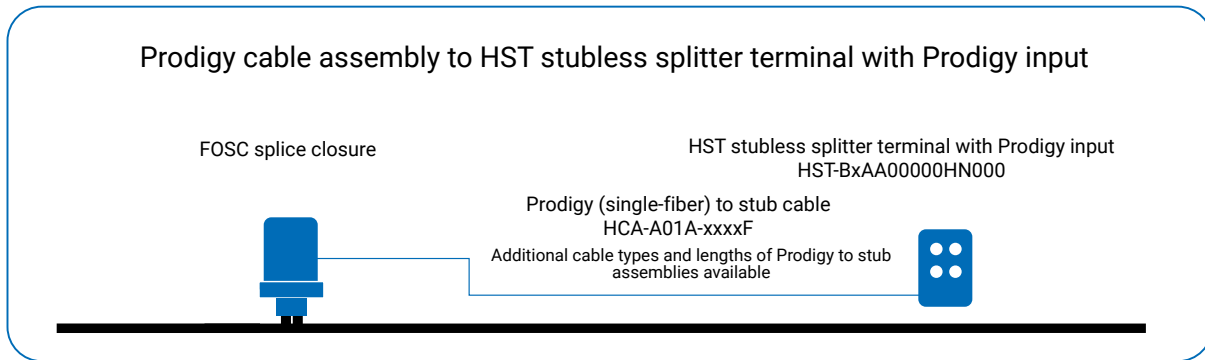 Prodigy cable assembly to HST stubless splitter terminal with Prodigy input
FOSC splice closure
HST stubless splitter terminal with Prodigy input
HST-BxAA00000HN000
Prodigy (single-fiber) to stub cable
HCA-A01A-xxxxF
Additional cable types and lengths of Prodigy to stub
assemblies available